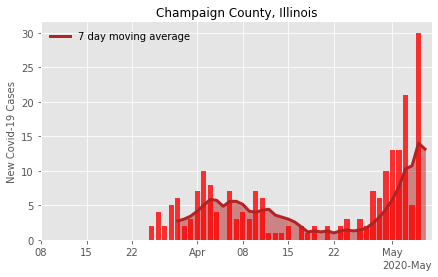 Champaign County, Illinois
7 day moving average
New Covid-19 Cases
30
25
20
15
10
5
0
08 15 22 Apr 08 15 22 May
2020-May